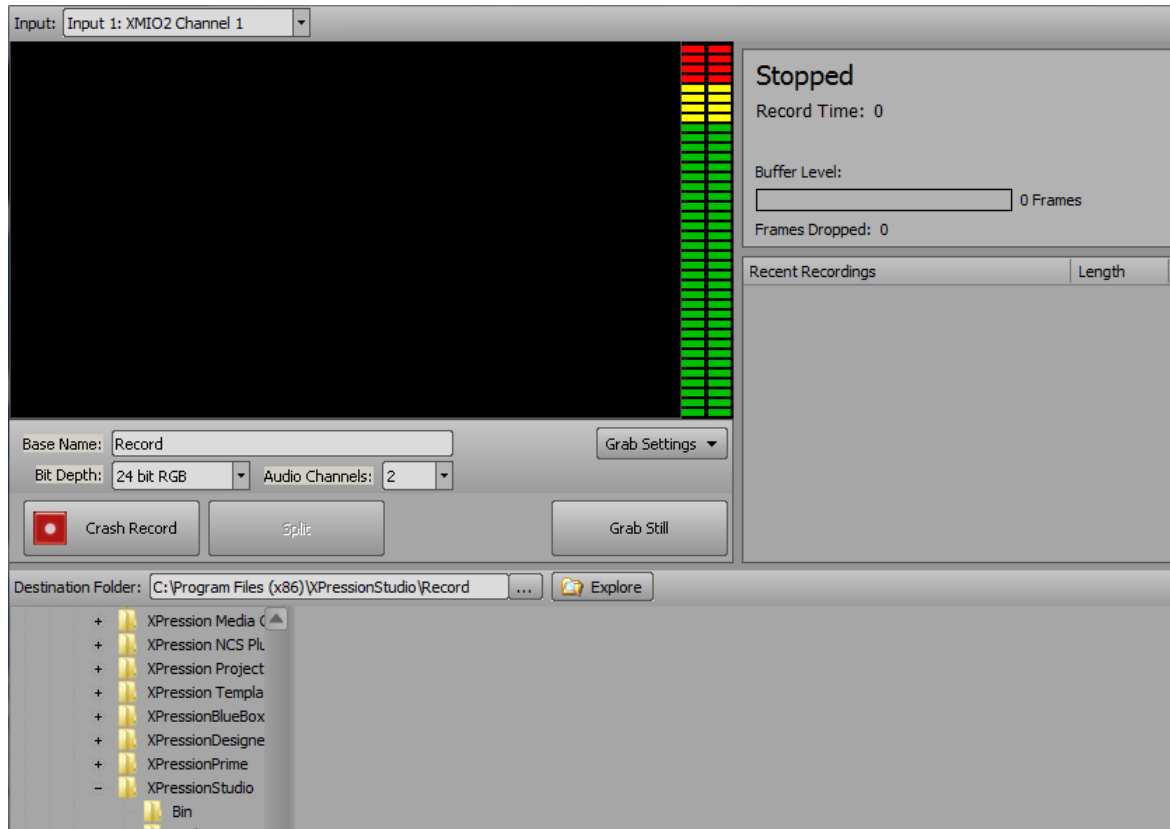 Input: Input 1: XMIO2 Channel 1
Stopped
Record Time: 0
Buffer Level:
0 Frames
Frames Dropped: 0
Recent Recordings Length
Base Name: Record Grab Settings
Bit Depth: 24 bit RGB Audio Channels: 2
Crash Record Split Grab Still
Destination Folder: C:\Program Files (x86)\XPressionStudio\Record ... Explore
XPression Media
XPression NCS Plu
XPression Project
XPression Templa
XPressionBlueBox
XPressionDesigne
XPressionPrime
XPressionStudio
Bin